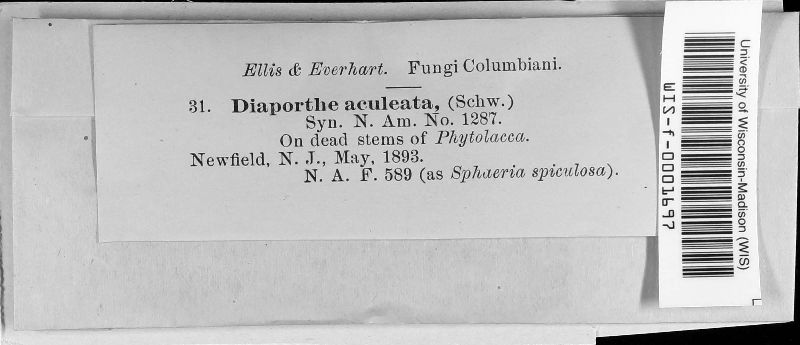 Ellis & Everhart. Fungi Columbiani.
31. Diaporthe aculeata, (Schw.)
Syn. N. Am. No. 1287.
On dead stems of Phytolacca.
Newfield, N. J., May, 1893.
N. A. F. 589 (as Sphaeria spiculosa).
University of Wisconsin-Madison (WIS)
WIS-f-0001697